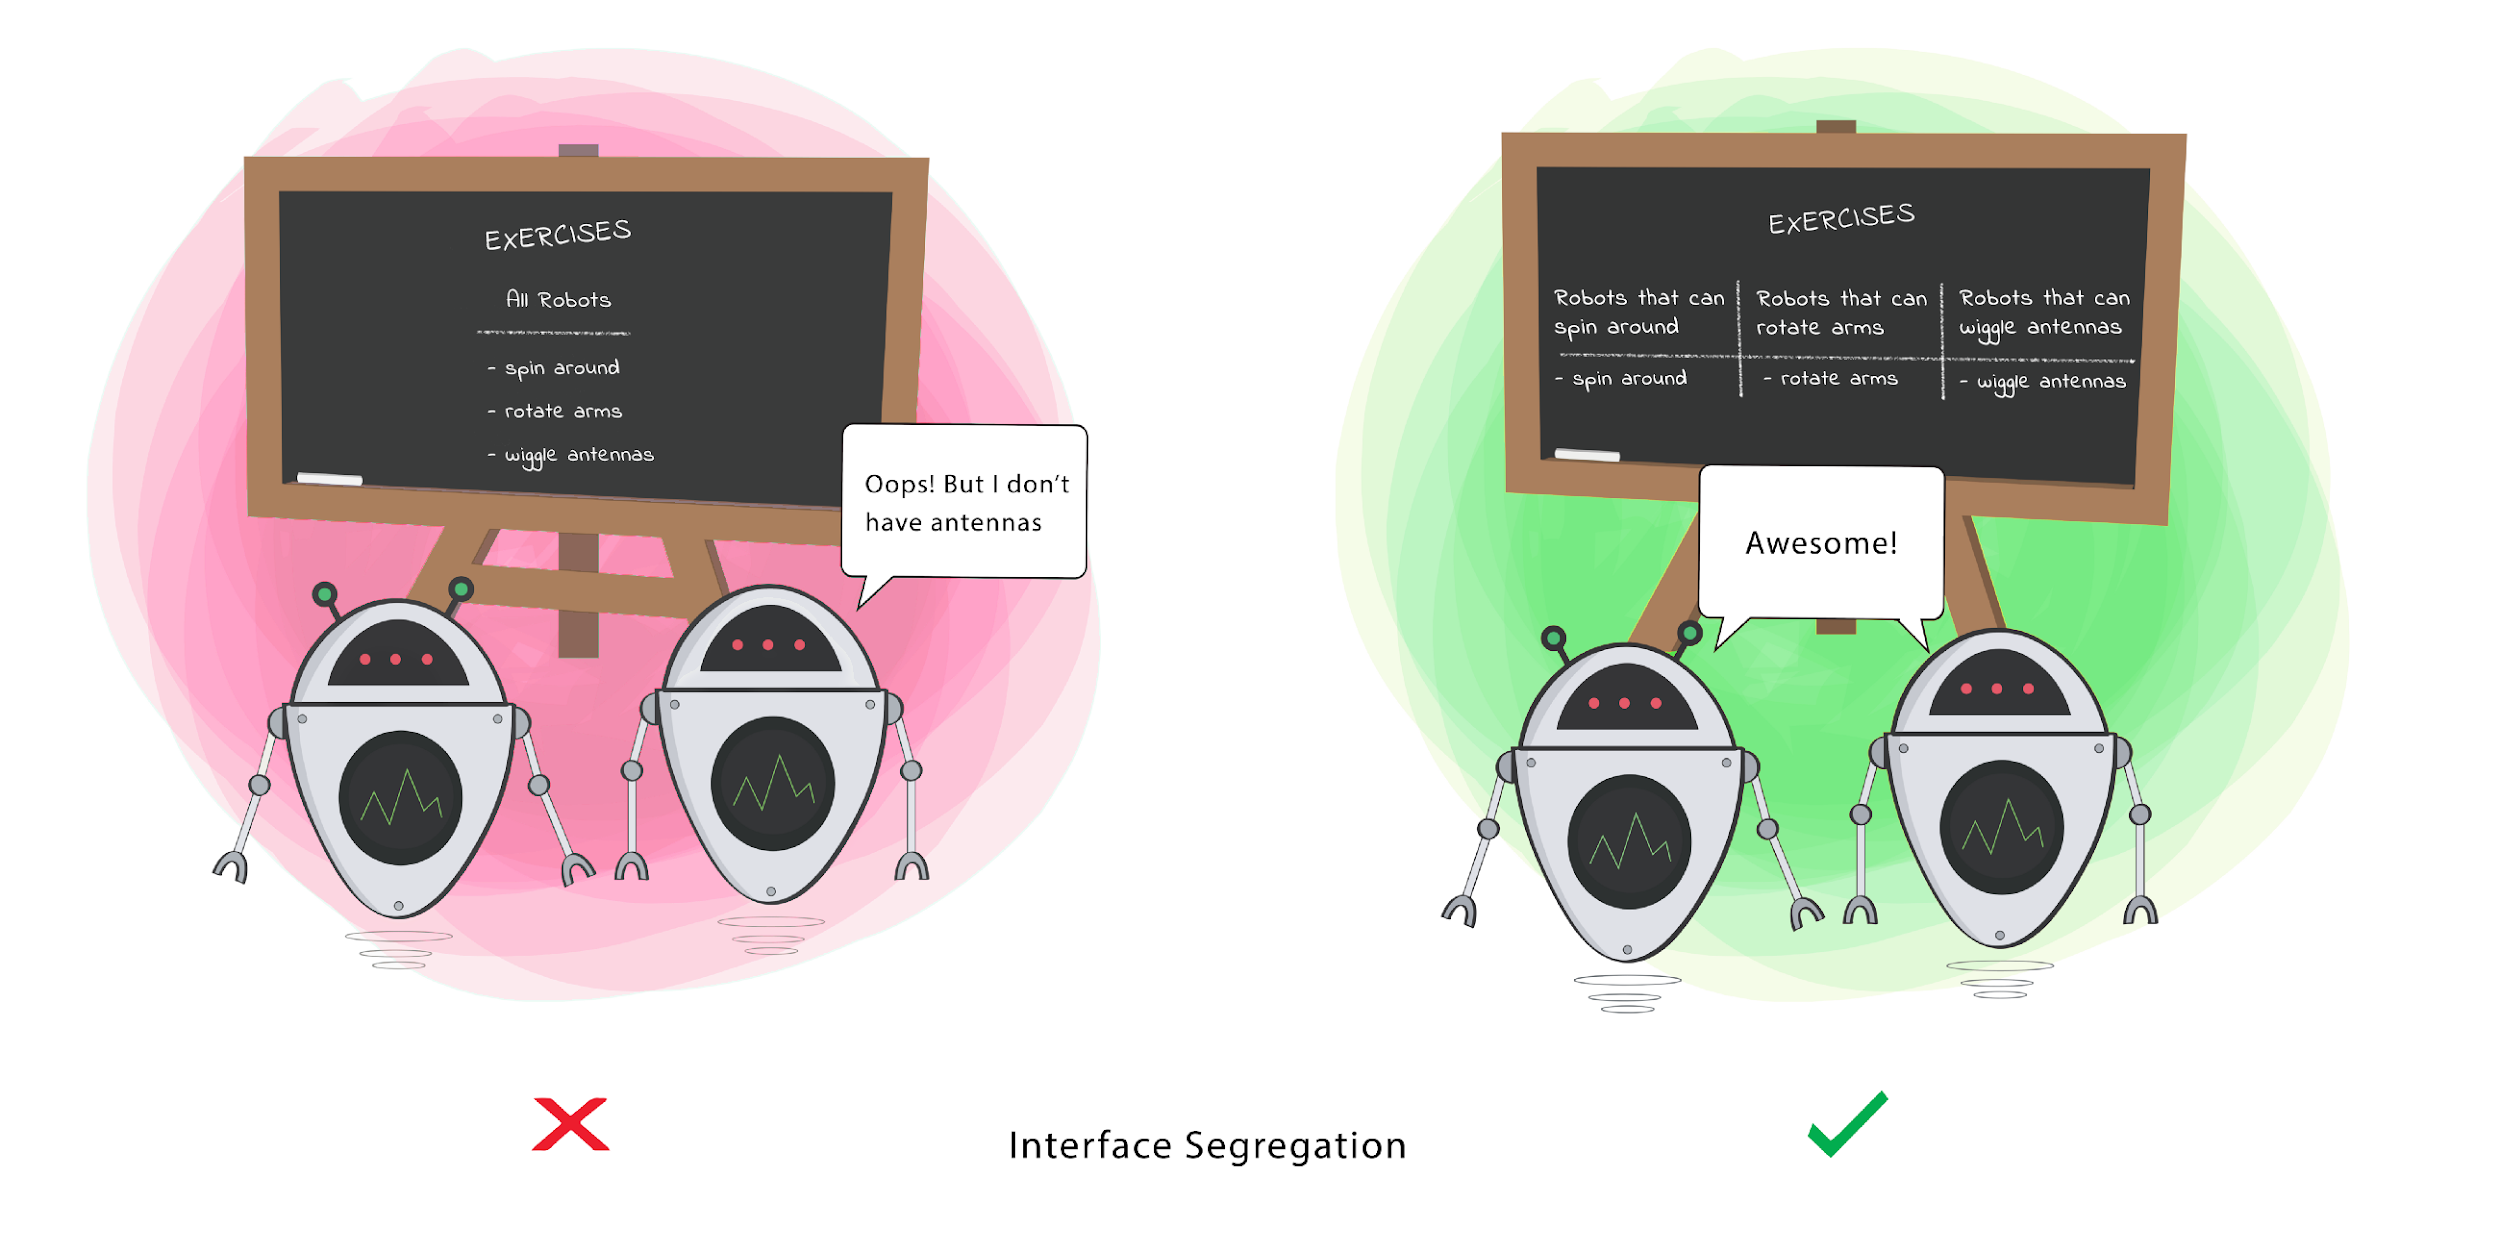 EXERCISES
All Robots
- spin around
- rotate arms
- wiggle antennas
Oops! But I don't
have antennas
EXERCISES
Robots that can
spin around
- spin around
Robots that can
rotate arms
- rotate arms
Robots that can
wiggle antennas
- wiggle antennas
Awesome!
Interface Segregation